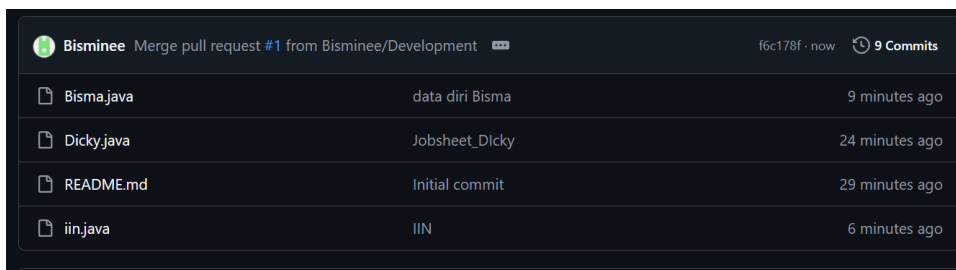 Bisminee Merge pull request #1 from Bisminee/Development f6c178f · now 9 Commits
Bisma.java data diri Bisma 9 minutes ago
Dicky.java Jobsheet_DIcky 24 minutes ago
README.md Initial commit 29 minutes ago
iin.java IIN 6 minutes ago